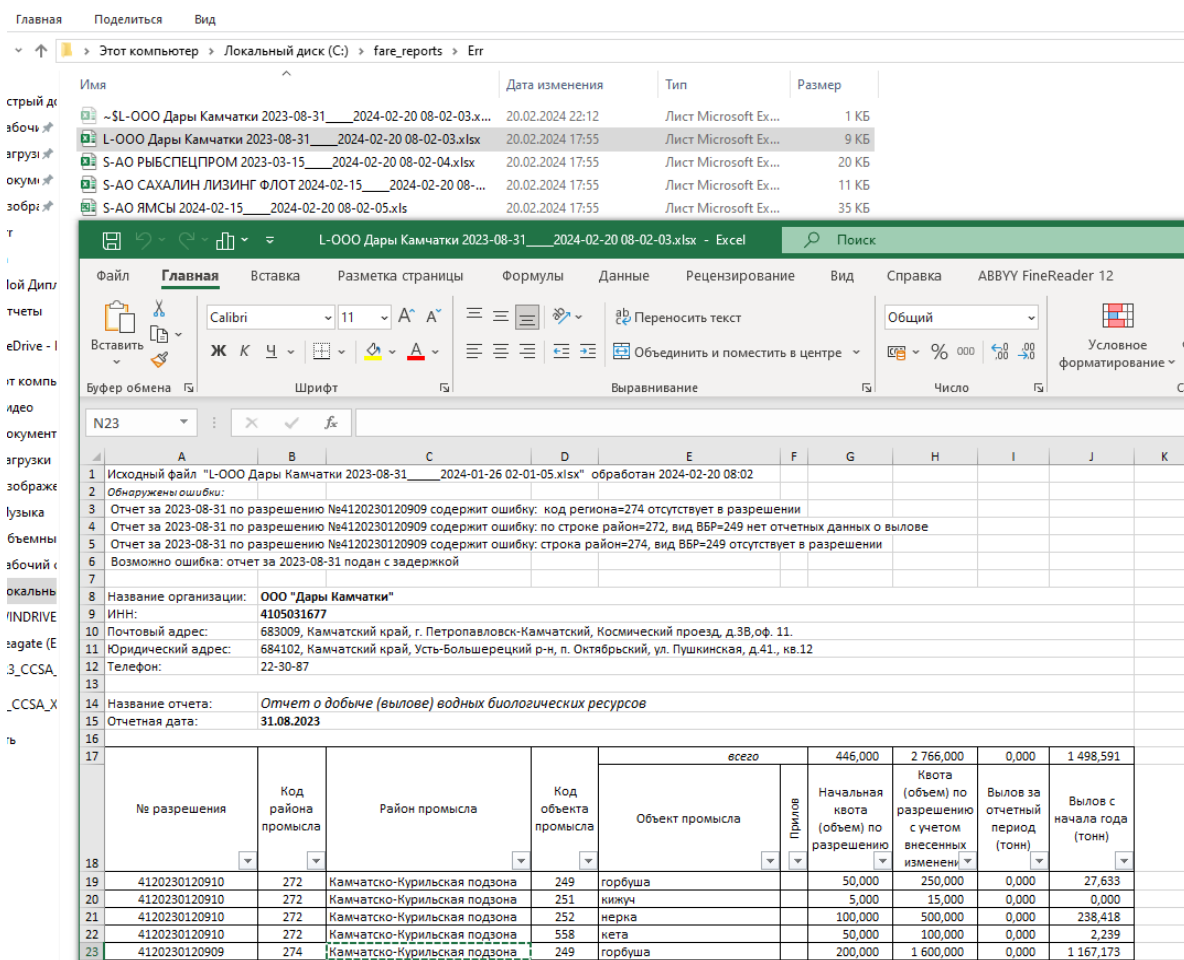 Главная Поделиться Вид
Этот компьютер > Локальный диск (C:) > fare_reports > Err
Имя Дата изменения Тип Размер
~$L-ООО Дары Камчатки 2023-08-31____2024-02-20 08-02-03.x... 20.02.2024 22:12 Лист Microsoft Ex... 1 КБ
L-ООО Дары Камчатки 2023-08-31____2024-02-20 08-02-03.xlsx 20.02.2024 17:55 Лист Microsoft Ex... 9 КБ
S-АО РЫБСПЕЦПРОМ 2023-03-15____2024-02-20 08-02-04.xlsx 20.02.2024 17:55 Лист Microsoft Ex... 20 КБ
S-АО САХАЛИН ЛИЗИНГ ФЛОТ 2024-02-15____2024-02-20 08-... 20.02.2024 17:55 Лист Microsoft Ex... 11 КБ
S-АО ЯМСЫ 2024-02-15____2024-02-20 08-02-05.xls 20.02.2024 17:55 Лист Microsoft Ex... 35 КБ
L-ООО Дары Камчатки 2023-08-31____2024-02-20 08-02-03.xlsx - Excel Поиск
Файл Главная Вставка Разметка страницы Формулы Данные Рецензирование Вид Справка ABBYY FineReader 12
Вставить Calibri 11 Переносить текст Общий
Ж К Ч Объединить и поместить в центре % 000 Условное форматирование
Буфер обмена Шрифт Выравнивание Число
N23 fx
A B C D E F G H I J K
1 Исходный файл "L-ООО Дары Камчатки 2023-08-31_____2024-01-26 02-01-05.xlsx" обработан 2024-02-20 08:02
2 Обнаружены ошибки:
3 Отчет за 2023-08-31 по разрешению №4120230120909 содержит ошибку: код региона=274 отсутствует в разрешении
4 Отчет за 2023-08-31 по разрешению №4120230120909 содержит ошибку: по строке район=272, вид ВБР=249 нет отчетных данных о вылове
5 Отчет за 2023-08-31 по разрешению №4120230120909 содержит ошибку: строка район=274, вид ВБР=249 отсутствует в разрешении
6 Возможно ошибка: отчет за 2023-08-31 подан с задержкой
7
8 Название организации: ООО "Дары Камчатки"
9 ИНН: 4105031677
10 Почтовый адрес: 683009, Камчатский край, г. Петропавловск-Камчатский, Космический проезд, д.3В,оф. 11.
11 Юридический адрес: 684102, Камчатский край, Усть-Большерецкий р-н, п. Октябрьский, ул. Пушкинская, д.41., кв.12
12 Телефон: 22-30-87
13
14 Название отчета: Отчет о добыче (вылове) водных биологических ресурсов
15 Отчетная дата: 31.08.2023
16
17 всего 446,000 2 766,000 0,000 1 498,591
18 № разрешения Код района промысла Район промысла Код объекта промысла Объект промысла Прилов Начальная квота (объем) по разрешению Квота (объем) по разрешению с учетом внесенных изменени Вылов за отчетный период (тонн) Вылов с начала года (тонн)
19 4120230120910 272 Камчатско-Курильская подзона 249 горбуша 50,000 250,000 0,000 27,633
20 4120230120910 272 Камчатско-Курильская подзона 251 кижуч 5,000 15,000 0,000 0,000
21 4120230120910 272 Камчатско-Курильская подзона 252 нерка 100,000 500,000 0,000 238,418
22 4120230120910 272 Камчатско-Курильская подзона 558 кета 50,000 100,000 0,000 2,239
23 4120230120909 274 Камчатско-Курильская подзона 249 горбуша 200,000 1 600,000 0,000 1 167,173